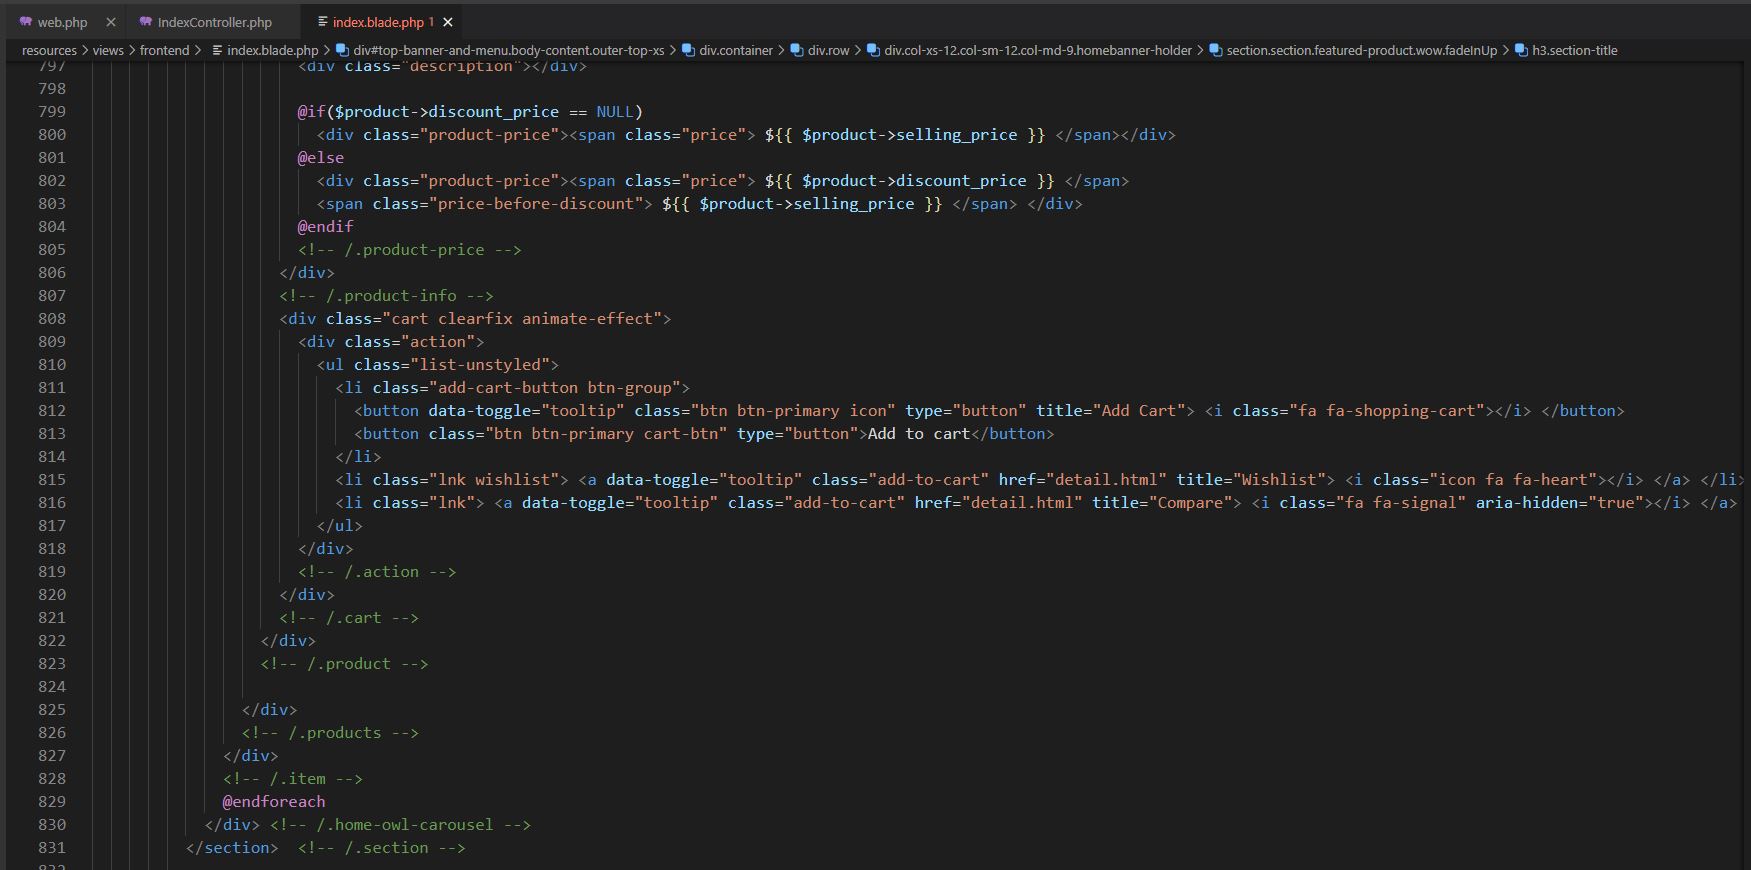 web.php × IndexController.php index.blade.php 1 ×
resources > views > frontend > index.blade.php > div#top-banner-and-menu.body-content.outer-top-xs > div.container > div.row > div.col-xs-12.col-sm-12.col-md-9.homebanner-holder > section.section.featured-product.wow.fadeInUp > h3.section-title
797 <div class="description"></div>
798
799 @if($product->discount_price == NULL)
800 <div class="product-price"><span class="price"> ${{ $product->selling_price }} </span></div>
801 @else
802 <div class="product-price"><span class="price"> ${{ $product->discount_price }} </span>
803 <span class="price-before-discount"> ${{ $product->selling_price }} </span> </div>
804 @endif
805 <!-- /.product-price -->
806 </div>
807 <!-- /.product-info -->
808 <div class="cart clearfix animate-effect">
809 <div class="action">
810 <ul class="list-unstyled">
811 <li class="add-cart-button btn-group">
812 <button data-toggle="tooltip" class="btn btn-primary icon" type="button" title="Add Cart"> <i class="fa fa-shopping-cart"></i> </button>
813 <button class="btn btn-primary cart-btn" type="button">Add to cart</button>
814 </li>
815 <li class="lnk wishlist"> <a data-toggle="tooltip" class="add-to-cart" href="detail.html" title="Wishlist"> <i class="icon fa fa-heart"></i> </a> </li>
816 <li class="lnk"> <a data-toggle="tooltip" class="add-to-cart" href="detail.html" title="Compare"> <i class="fa fa-signal" aria-hidden="true"></i> </a>
817 </ul>
818 </div>
819 <!-- /.action -->
820 </div>
821 <!-- /.cart -->
822 </div>
823 <!-- /.product -->
824
825 </div>
826 <!-- /.products -->
827 </div>
828 <!-- /.item -->
829 @endforeach
830 </div> <!-- /.home-owl-carousel -->
831 </section> <!-- /.section -->
832